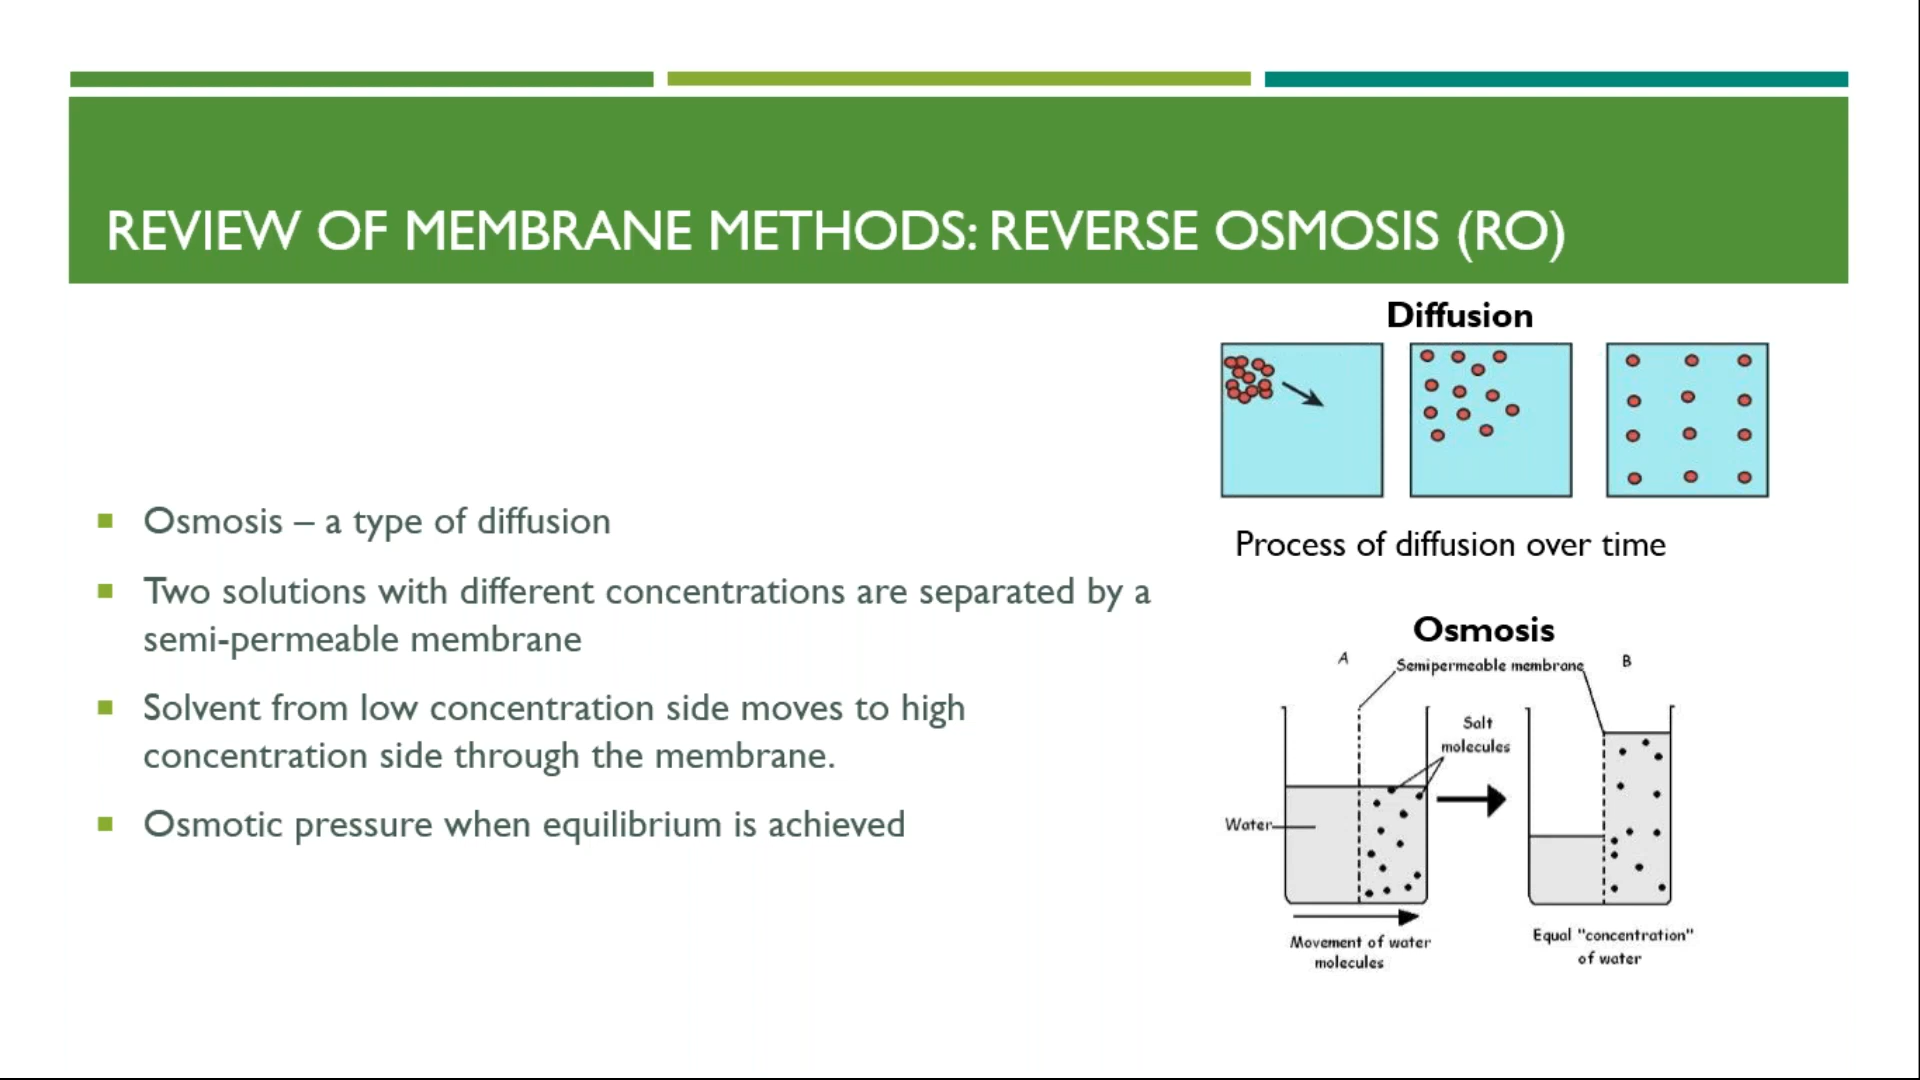 REVIEW OF MEMBRANE METHODS: REVERSE OSMOSIS (RO)
Osmosis – a type of diffusion
Two solutions with different concentrations are separated by a
semi-permeable membrane
Solvent from low concentration side moves to high
concentration side through the membrane.
Osmotic pressure when equilibrium is achieved
Diffusion
Process of diffusion over time
Osmosis
A
Semipermeable membrane
B
Salt
molecules
Water
Movement of water
molecules
Equal "concentration"
of water